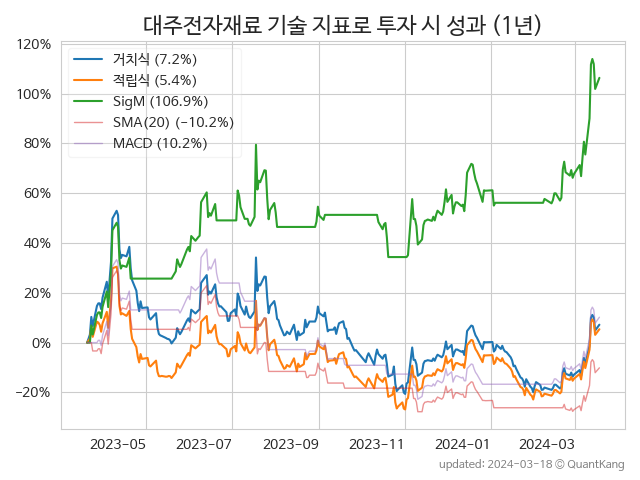 대주전자재료 기술 지표로 투자 시 성과 (1년)
120%
100%
80%
60%
40%
20%
0%
−20%
거치식 (7.2%)
적립식 (5.4%)
SigM (106.9%)
SMA(20) (−10.2%)
MACD (10.2%)
2023-05
2023-07
2023-09
2023-11
2024-01
2024-03
updated: 2024-03-18 © QuantKang